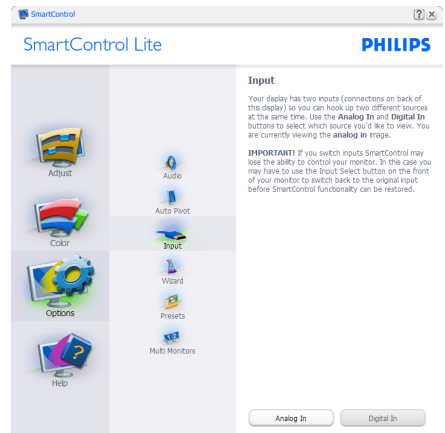 SmartControl
SmartControl Lite
PHILIPS
Adjust
Color
Options
Help
Audio
Auto Pivot
Input
Wizard
Presets
Multi Monitors
Input
Your display has two inputs (connections on back of
this display) so you can hook up two different sources
at the same time. Use the Analog In and Digital In
buttons to select which source you'd like to view. You
are currently viewing the analog in image.
IMPORTANT! If you switch inputs SmartControl may
lose the ability to control your monitor. In this case you
may have to use the Input Select button on the front
of your monitor to switch back to the original input
before SmartControl functionality can be restored.
Analog In
Digital In